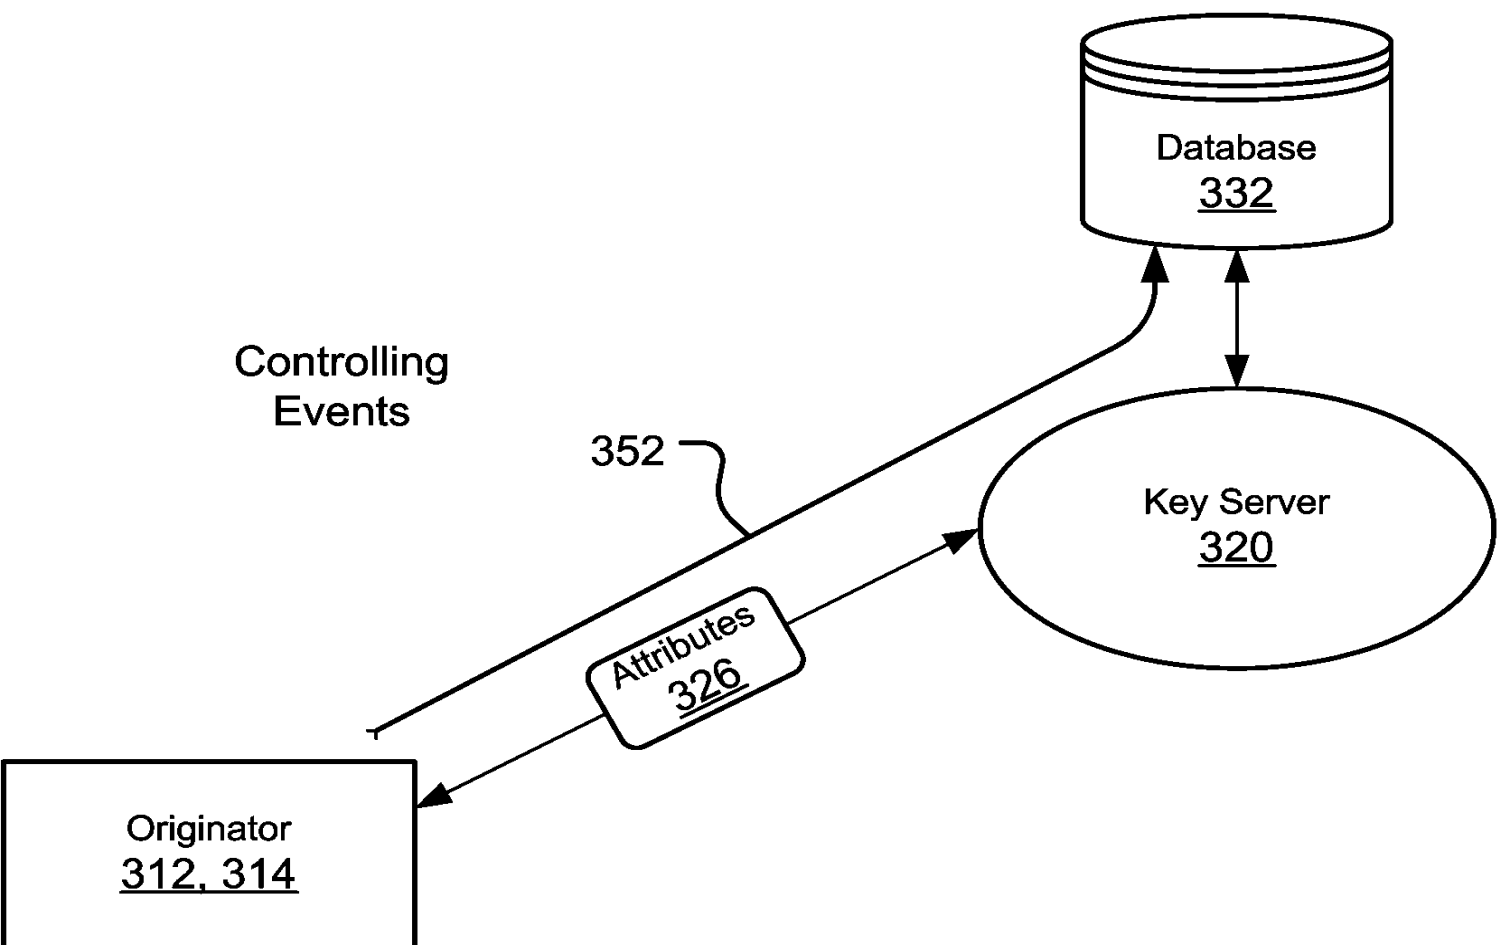 Database
332
Controlling
Events
352
Key Server
320
Attributes
326
Originator
312, 314